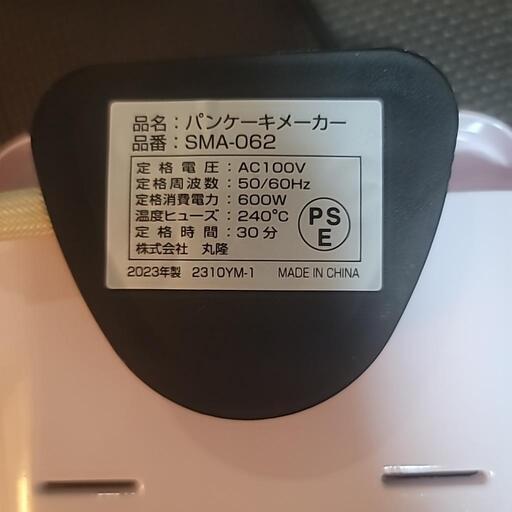 品名：パンケーキメーカー
品番：SMA-062
定格電圧：AC100V
定格周波数：50/60Hz
定格消費電力：600W
温度ヒューズ：240℃
定格時間：30分
株式会社 丸隆
PS
E
2023年製 2310YM-1 MADE IN CHINA